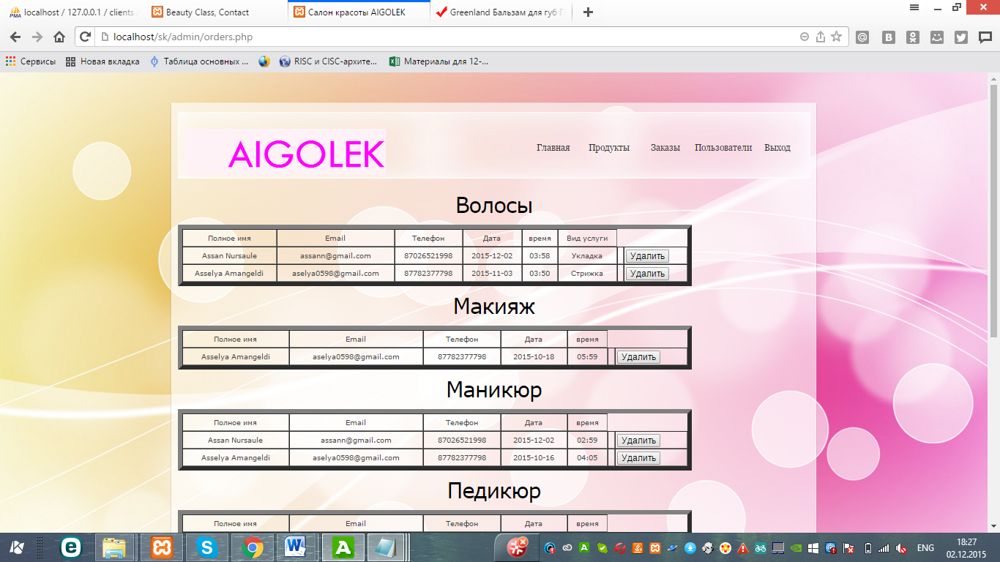 localhost / 127.0.0.1 / clients
Beauty Class, Contact
Салон красоты AIGOLEK
Greenland Бальзам для губ
localhost/sk/admin/orders.php
Сервисы
Новая вкладка
Таблица основных ...
RISC и CISC-архите...
Материалы для 12-...
AIGOLEK
Главная Продукты Заказы Пользователи Выход
Волосы
Полное имя Email Телефон Дата время Вид услуги
Assan Nursaule assann@gmail.com 87026521998 2015-12-02 03:58 Укладка Удалить
Asselya Amangeldi aselya0598@gmail.com 87782377798 2015-11-03 03:50 Стрижка Удалить
Макияж
Полное имя Email Телефон Дата время
Asselya Amangeldi aselya0598@gmail.com 87782377798 2015-10-18 05:59 Удалить
Маникюр
Полное имя Email Телефон Дата время
Assan Nursaule assann@gmail.com 87026521998 2015-12-02 02:59 Удалить
Asselya Amangeldi aselya0598@gmail.com 87782377798 2015-10-16 04:05 Удалить
Педикюр
Полное имя Email Телефон Дата время
ENG
18:27
02.12.2015